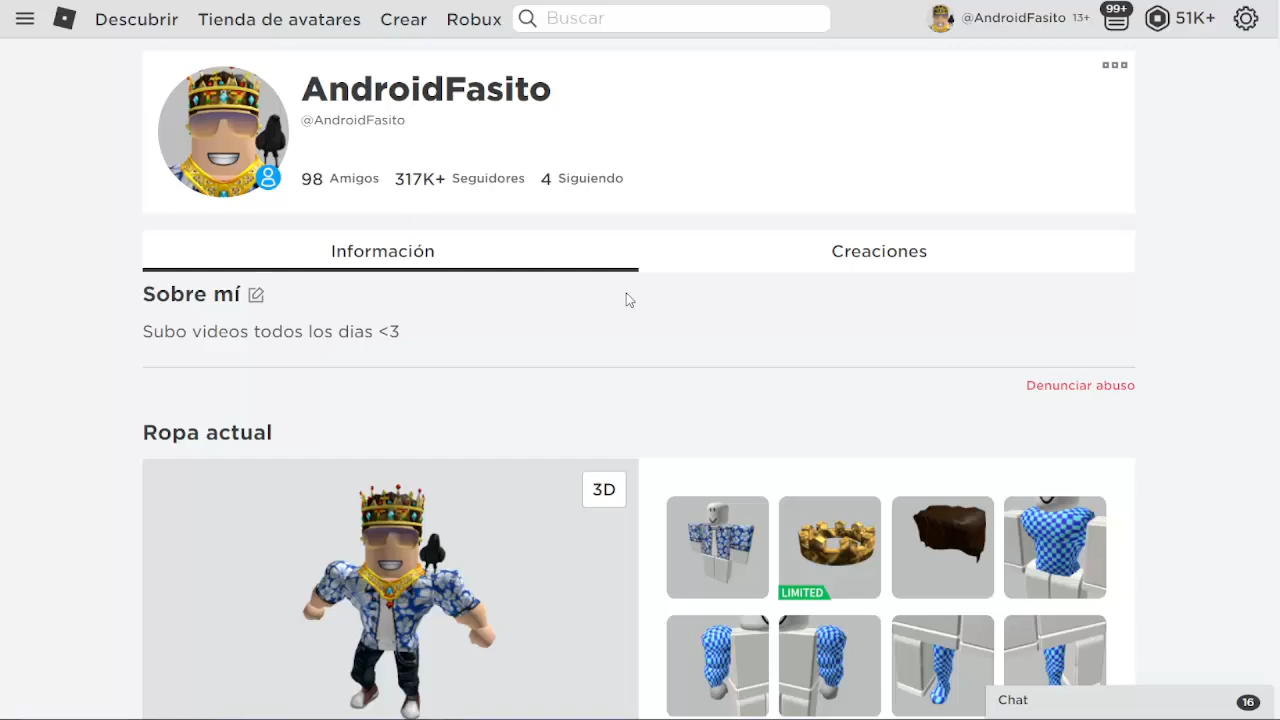 Descubrir Tienda de avatares Crear Robux Buscar @AndroidFasito 13+ 99+ 51K+
AndroidFasito
@AndroidFasito
98 Amigos 317K+ Seguidores 4 Siguiendo
Información Creaciones
Sobre mí
Subo videos todos los dias <3
Denunciar abuso
Ropa actual
3D
LIMITED
Chat 16